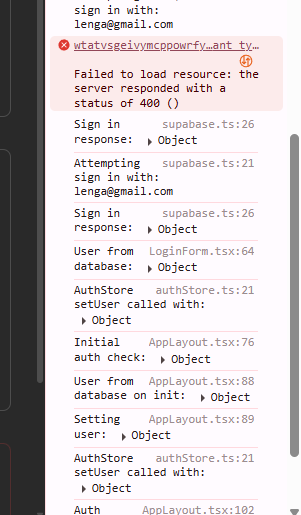 sign in with:
lenga@gmail.com
wtatvsgeivymcppowrfy…ant_ty…
Failed to load resource: the
server responded with a
status of 400 ()
Sign in supabase.ts:26
response: Object
Attempting supabase.ts:21
sign in with:
lenga@gmail.com
Sign in supabase.ts:26
response: Object
User from LoginForm.tsx:64
database: Object
AuthStore authStore.ts:21
setUser called with:
Object
Initial AppLayout.tsx:76
auth check: Object
User from AppLayout.tsx:88
database on init: Object
Setting AppLayout.tsx:89
user: Object
AuthStore authStore.ts:21
setUser called with:
Object
Auth AppLayout.tsx:102